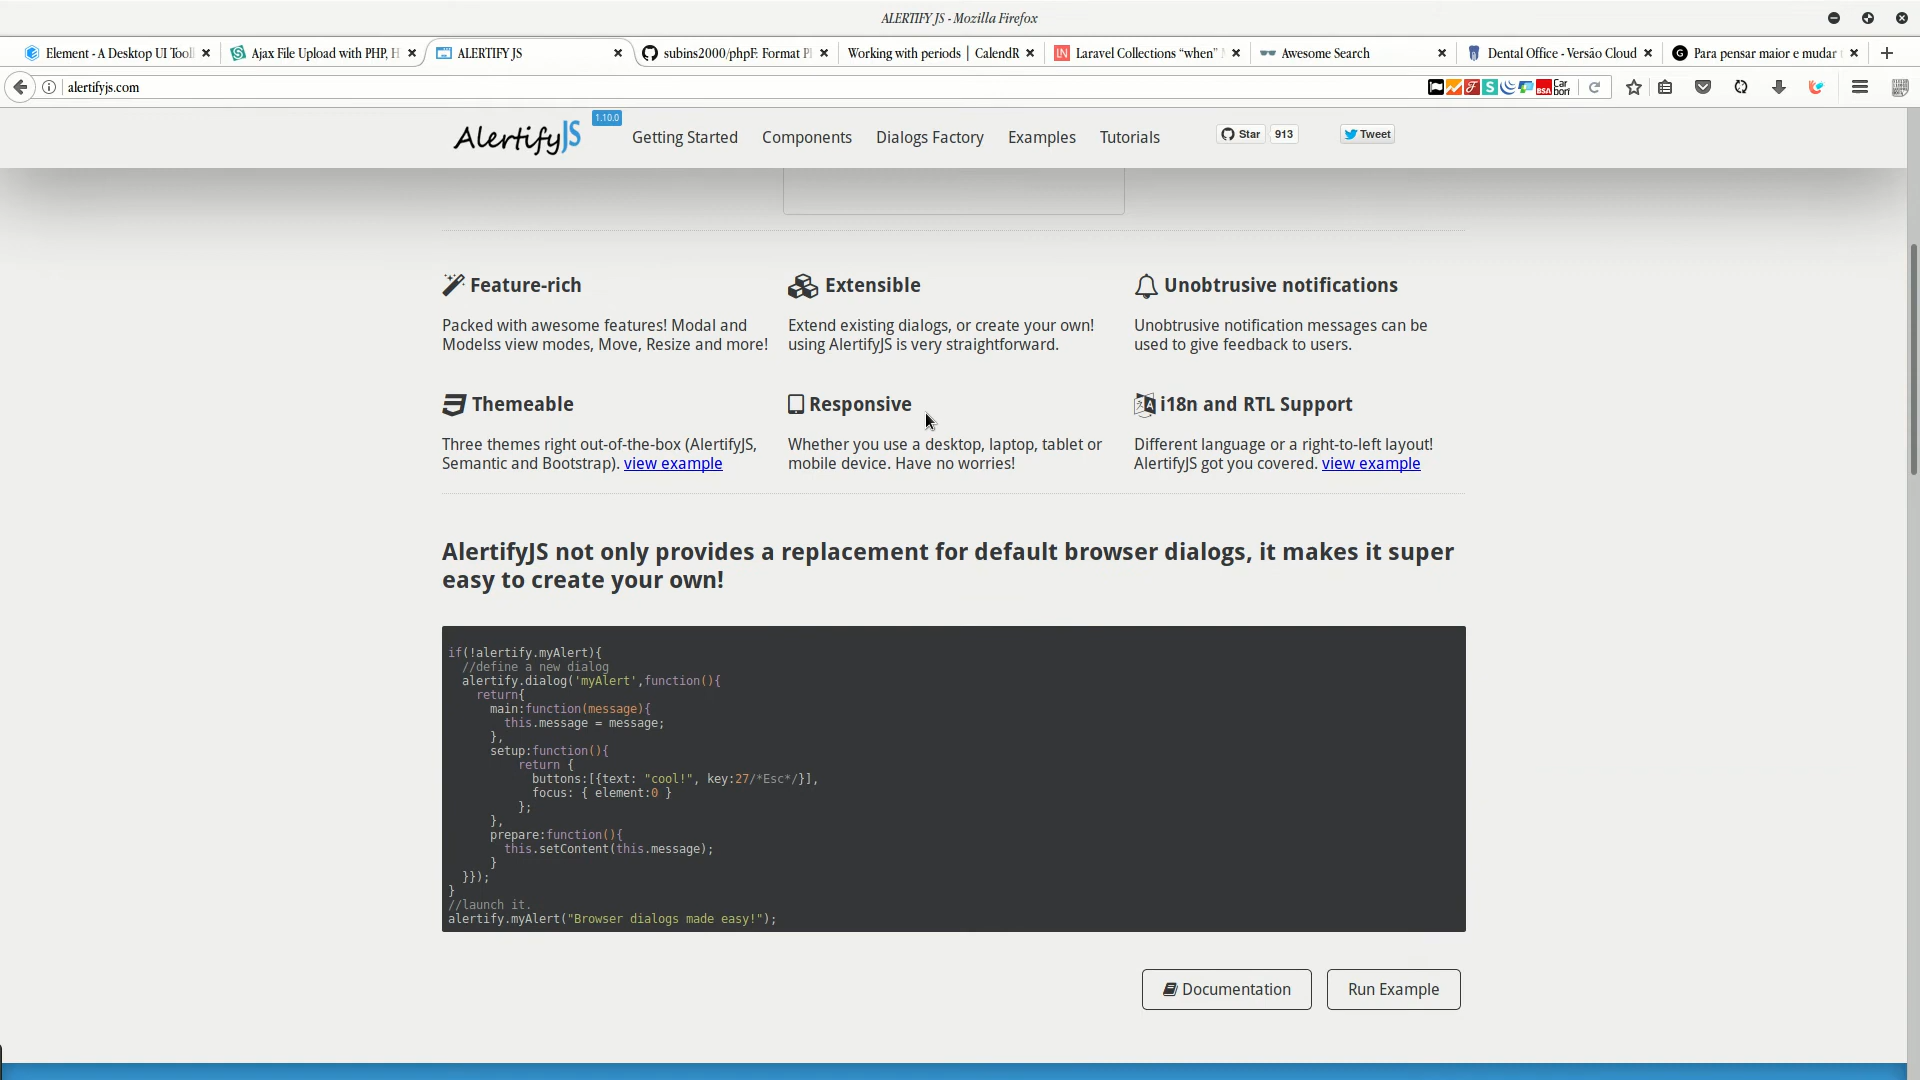 ALERTIFY JS - Mozilla Firefox
Element - A Desktop UI Tool
Ajax File Upload with PHP, H
ALERTIFY JS
subins2000/phpF: Format P
Working with periods | CalendR
Laravel Collections “when”
Awesome Search
Dental Office - Versão Cloud
Para pensar maior e mudar
alertifyjs.com
AlertifyJS
1.10.0
Getting Started
Components
Dialogs Factory
Examples
Tutorials
Star
913
Tweet
Feature-rich
Packed with awesome features! Modal and
Modelss view modes, Move, Resize and more!
Extensible
Extend existing dialogs, or create your own!
using AlertifyJS is very straightforward.
Unobtrusive notifications
Unobtrusive notification messages can be
used to give feedback to users.
Themeable
Three themes right out-of-the-box (AlertifyJS,
Semantic and Bootstrap). view example
Responsive
Whether you use a desktop, laptop, tablet or
mobile device. Have no worries!
i18n and RTL Support
Different language or a right-to-left layout!
AlertifyJS got you covered. view example
AlertifyJS not only provides a replacement for default browser dialogs, it makes it super
easy to create your own!
if(!alertify.myAlert){
//define a new dialog
alertify.dialog('myAlert',function(){
return{
main:function(message){
this.message = message;
},
setup:function(){
return {
buttons:[{text: "cool!", key:27/*Esc*/}],
focus: { element:0 }
};
},
prepare:function(){
this.setContent(this.message);
}
}});
}
//launch it.
alertify.myAlert("Browser dialogs made easy!");
Documentation
Run Example